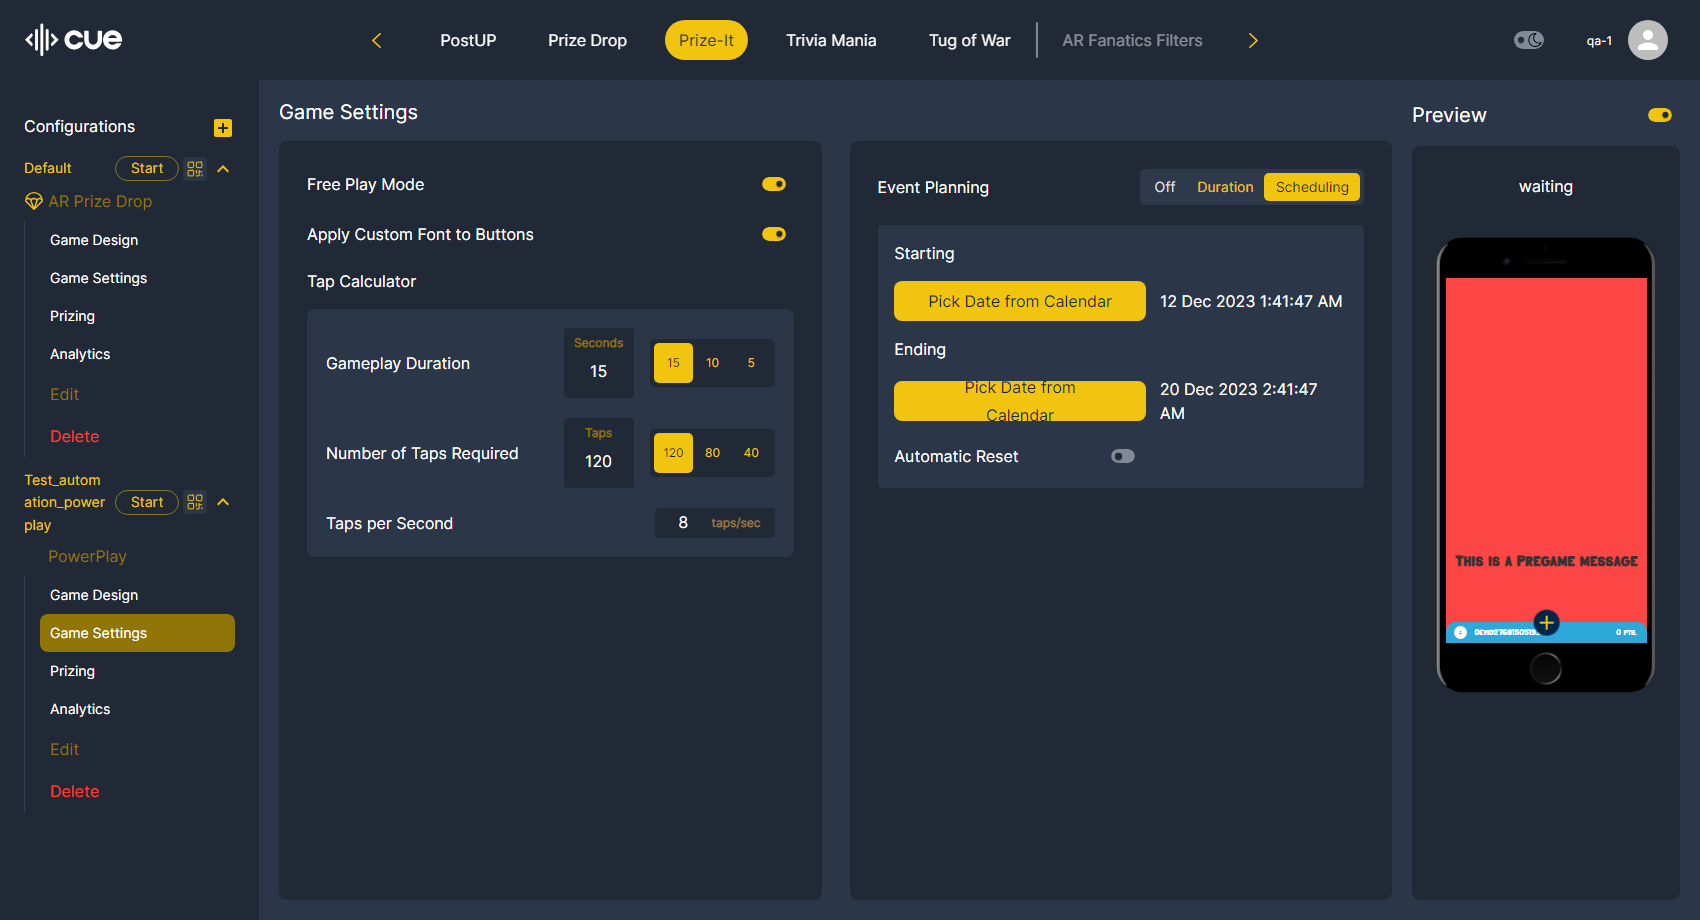 cue
PostUP
Prize Drop
Prize-It
Trivia Mania
Tug of War
AR Fanatics Filters
qa-1
Configurations
Default
Start
AR Prize Drop
Game Design
Game Settings
Prizing
Analytics
Edit
Delete
Test_autom
ation_power
play
Start
PowerPlay
Game Design
Game Settings
Prizing
Analytics
Edit
Delete
Game Settings
Free Play Mode
Apply Custom Font to Buttons
Tap Calculator
Gameplay Duration
Seconds
15
15 10 5
Number of Taps Required
Taps
120
120 80 40
Taps per Second
8 taps/sec
Event Planning
Off Duration Scheduling
Starting
Pick Date from Calendar
12 Dec 2023 1:41:47 AM
Ending
Pick Date from
Calendar
20 Dec 2023 2:41:47
AM
Automatic Reset
Preview
waiting
This is a Pregame message
0 pts.